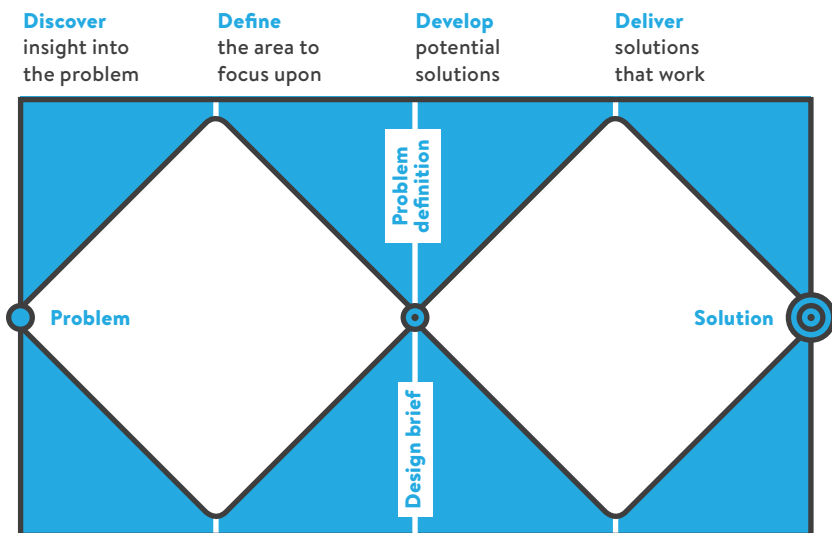 Discover
insight into
the problem
Define
the area to
focus upon
Develop
potential
solutions
Deliver
solutions
that work
Problem
definition
Problem
Solution
Design brief